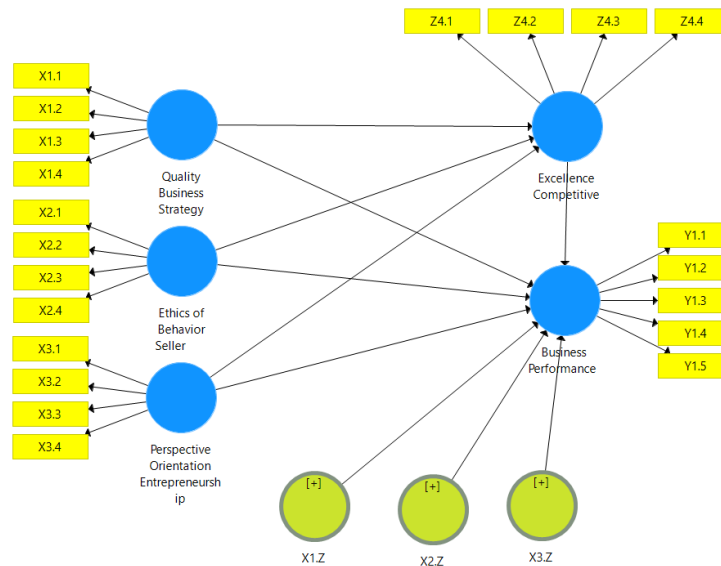 Z4.1
Z4.2
Z4.3
Z4.4
X1.1
X1.2
X1.3
X1.4
Quality
Business
Strategy
Excellence
Competitive
X2.1
X2.2
X2.3
X2.4
Ethics of
Behavior
Seller
Y1.1
Y1.2
Y1.3
Y1.4
Y1.5
Business
Performance
X3.1
X3.2
X3.3
X3.4
Perspective
Orientation
Entrepreneursh
ip
[+]
X1.Z
[+]
X2.Z
[+]
X3.Z